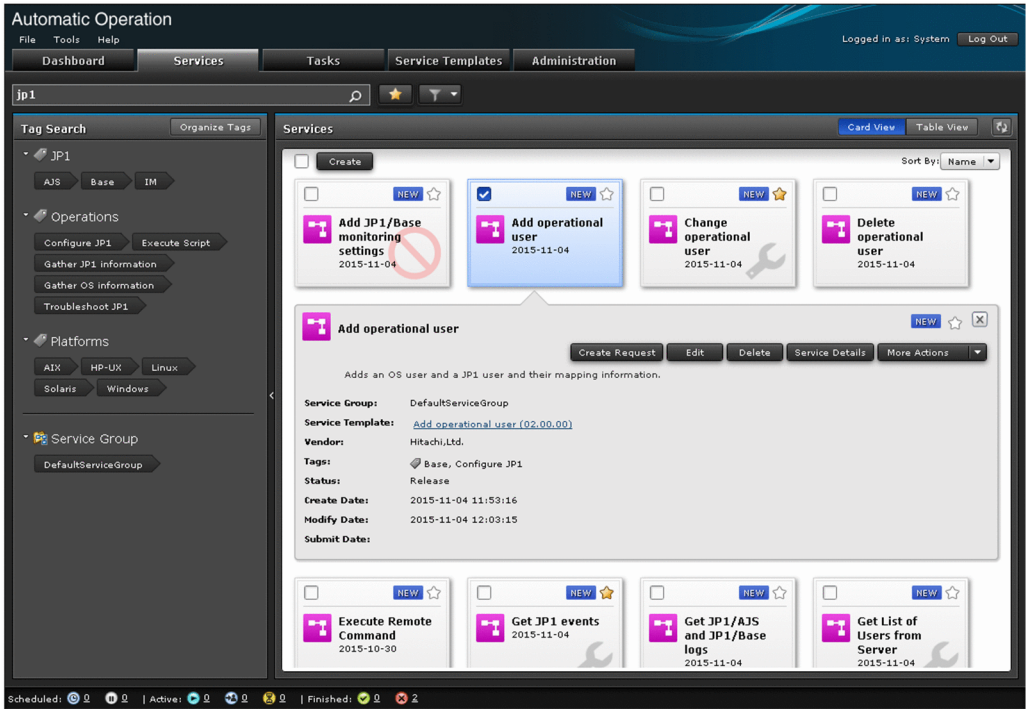 Automatic Operation
File Tools Help
Logged in as: System Log Out
Dashboard Services Tasks Service Templates Administration
jp1
Tag Search Organize Tags
JP1
AJS Base IM
Operations
Configure JP1 Execute Script
Gather JP1 information
Gather OS information
Troubleshoot JP1
Platforms
AIX HP-UX Linux
Solaris Windows
Service Group
DefaultServiceGroup
Services Card View Table View
Create Sort By: Name
NEW
Add JP1/Base
monitoring
settings
2015-11-04
NEW
Add operational
user
2015-11-04
NEW
Change
operational
user
2015-11-04
NEW
Delete
operational
user
2015-11-04
Add operational user NEW
Create Request Edit Delete Service Details More Actions
Adds an OS user and a JP1 user and their mapping information.
Service Group: DefaultServiceGroup
Service Template: Add operational user (02.00.00)
Vendor: Hitachi,Ltd.
Tags: Base, Configure JP1
Status: Release
Create Date: 2015-11-04 11:53:16
Modify Date: 2015-11-04 12:03:15
Submit Date:
NEW
Execute Remote
Command
2015-10-30
NEW
Get JP1 events
2015-11-04
NEW
Get JP1/AJS
and JP1/Base
logs
2015-11-04
NEW
Get List of
Users from
Server
2015-11-04
Scheduled: 0 0 | Active: 0 0 0 | Finished: 0 2